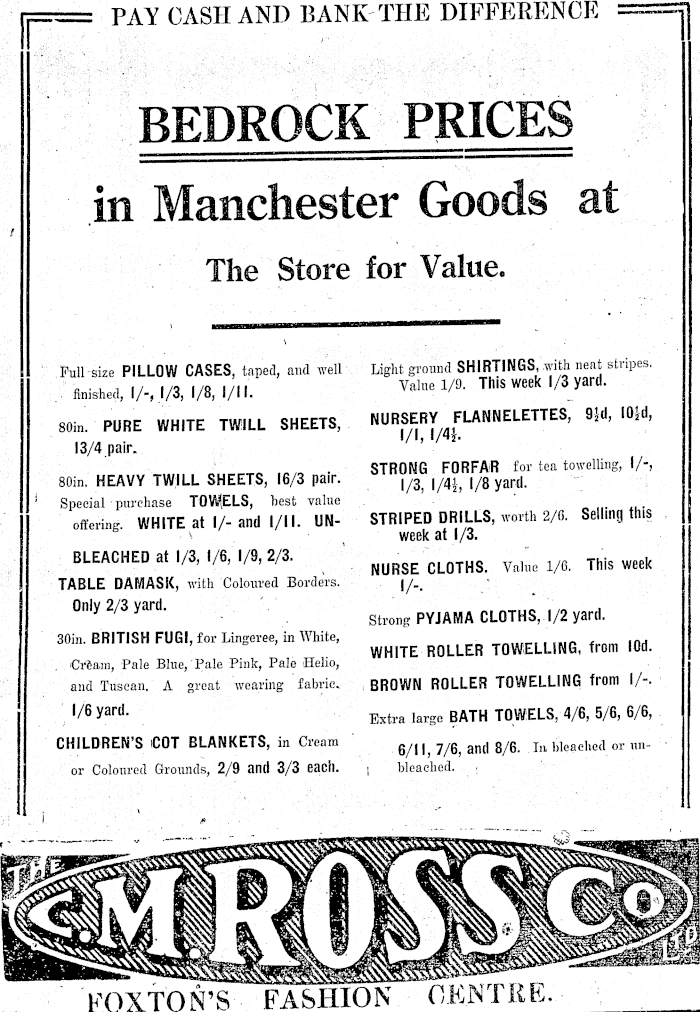 PAY CASH AND BANK THE DIFFERENCE
BEDROCK PRICES
in Manchester Goods at
The Store for Value.
Full size PILLOW CASES, taped, and well
finished, 1/-, 1/3, 1/8, 1/11.
80in. PURE WHITE TWILL SHEETS,
13/4 pair.
80in. HEAVY TWILL SHEETS, 16/3 pair.
Special purchase TOWELS, best value
offering. WHITE at 1/- and 1/11. UN-
BLEACHED at 1/3, 1/6, 1/9, 2/3.
TABLE DAMASK, with Coloured Borders.
Only 2/3 yard.
30in. BRITISH FUGI, for Lingeree, in White,
Cream, Pale Blue, Pale Pink, Pale Helio,
and Tuscan. A great wearing fabric.
1/6 yard.
CHILDREN'S COT BLANKETS, in Cream
or Coloured Grounds, 2/9 and 3/3 each.
Light ground SHIRTINGS, with neat stripes.
Value 1/9. This week 1/3 yard.
NURSERY FLANNELETTES, 9½d, 10½d,
1/1, 1/4½.
STRONG FORFAR for tea towelling, 1/-,
1/3, 1/4½, 1/8 yard.
STRIPED DRILLS, worth 2/6. Selling this
week at 1/3.
NURSE CLOTHS. Value 1/6. This week
1/-.
Strong PYJAMA CLOTHS, 1/2 yard.
WHITE ROLLER TOWELLING, from 10d.
BROWN ROLLER TOWELLING from 1/-.
Extra large BATH TOWELS, 4/6, 5/6, 6/6,
6/11, 7/6, and 8/6. In bleached or un-
bleached.
THE
C.M. ROSS Co
LTD
FOXTON'S FASHION CENTRE.